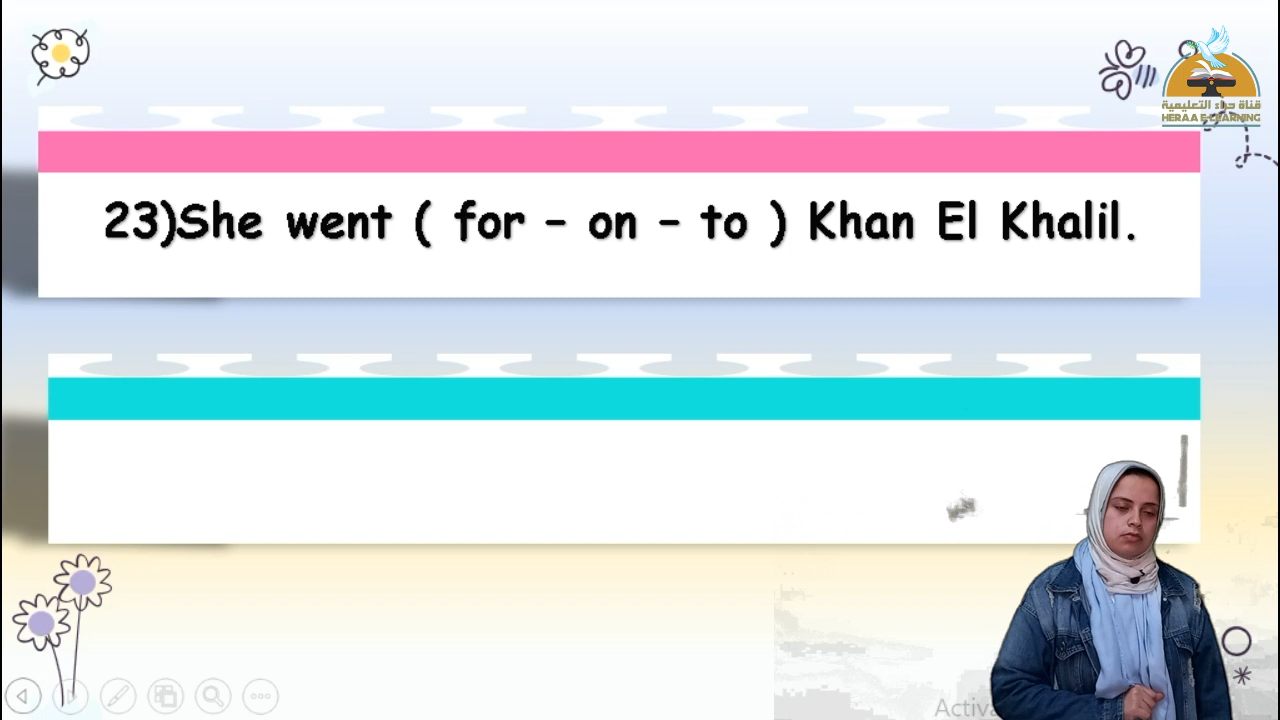 قناة حراء التعليمية
HERAA E-LEARNING
23)She went ( for – on – to ) Khan El Khalil.